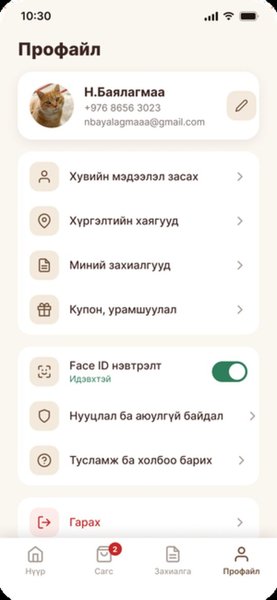 10:30
Профайл
Н.Баялагмаа
+976 8656 3023
nbayalagmaaa@gmail.com
Хувийн мэдээлэл засах
Хүргэлтийн хаягууд
Миний захиалгууд
Купон, урамшуулал
Face ID нэвтрэлт
Идэвхтэй
Нууцлал ба аюулгүй байдал
Тусламж ба холбоо барих
Гарах
2
Нүүр
Сагс
Захиалга
Профайл